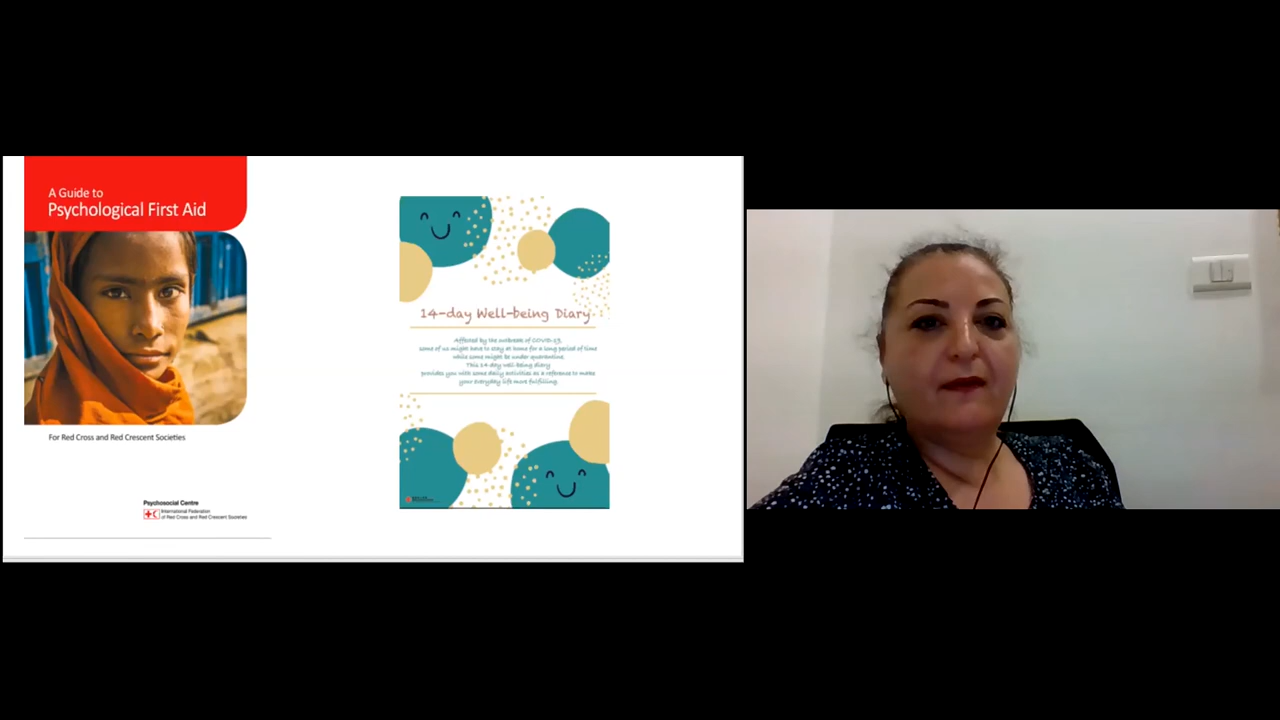 A Guide to
Psychological First Aid
For Red Cross and Red Crescent Societies
Psychosocial Centre
International Federation
of Red Cross and Red Crescent Societies
14-day Well-being Diary
Affected by the outbreak of COVID-19,
some of us might have to stay at home for a long period of time
while some might be under quarantine.
This 14-day well-being diary
provides you with some daily activities as a reference to make
your everyday life more fulfilling.